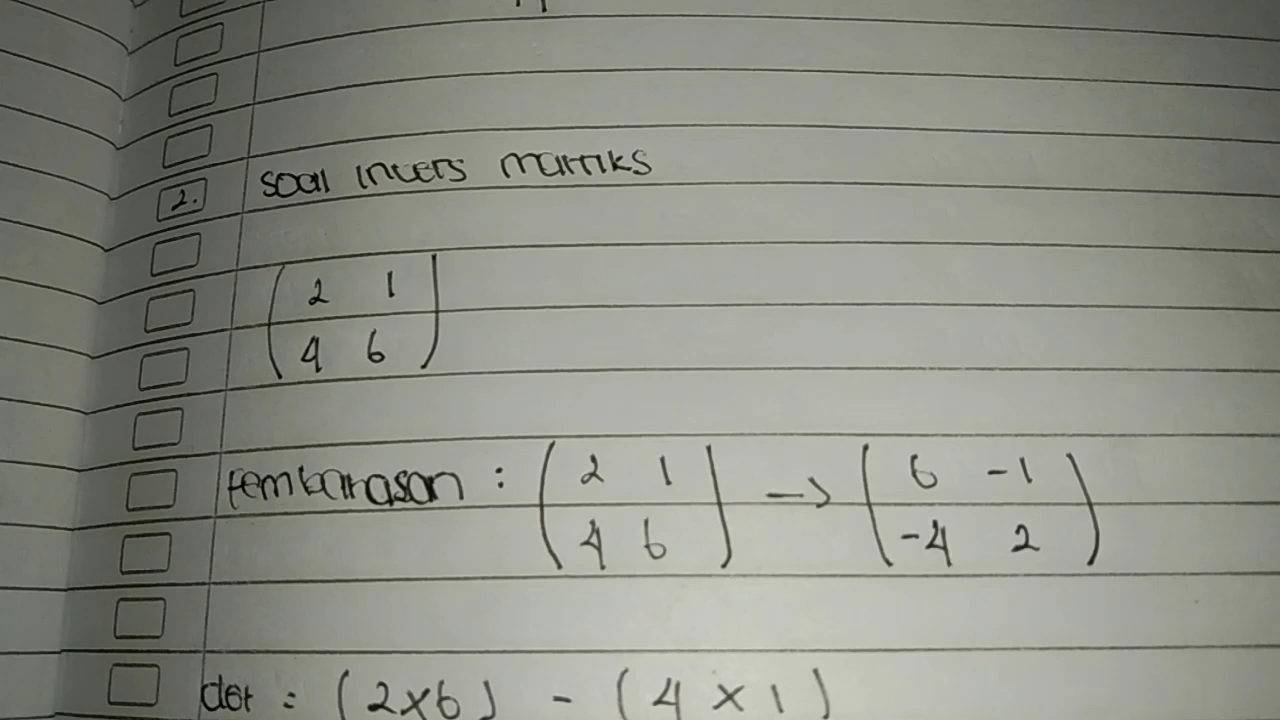 2. soal invers matriks
2 1
4 6
Pembahasan : ( 2 1 ) -> ( 6 -1 )
( 4 6 ) ( -4 2 )
det = (2x6) - (4 x 1)